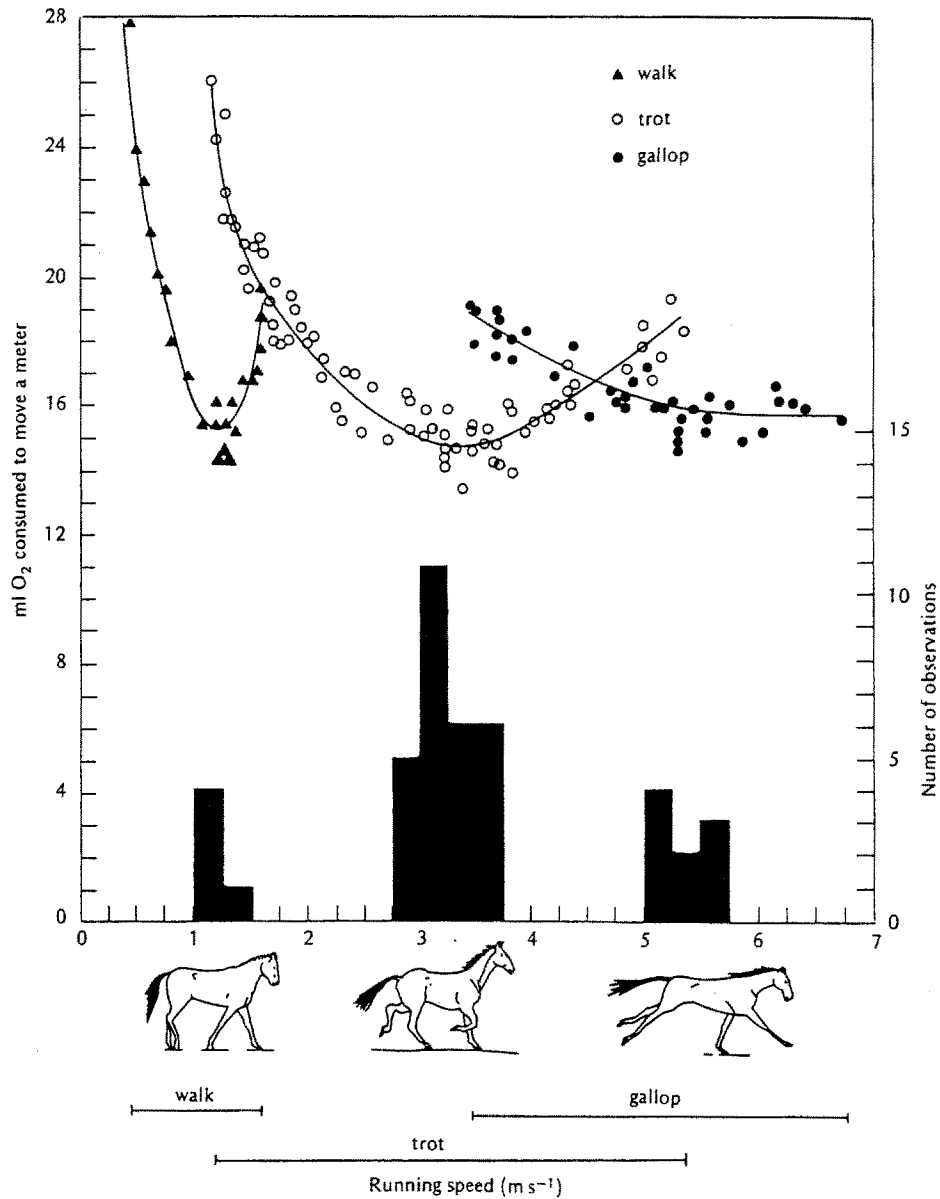 28
24
20
16
12
8
4
0
ml O₂ consumed to move a meter
walk
trot
gallop
15
10
5
0
Number of observations
0 1 2 3 4 5 6 7
walk
gallop
trot
Running speed (m s⁻¹)